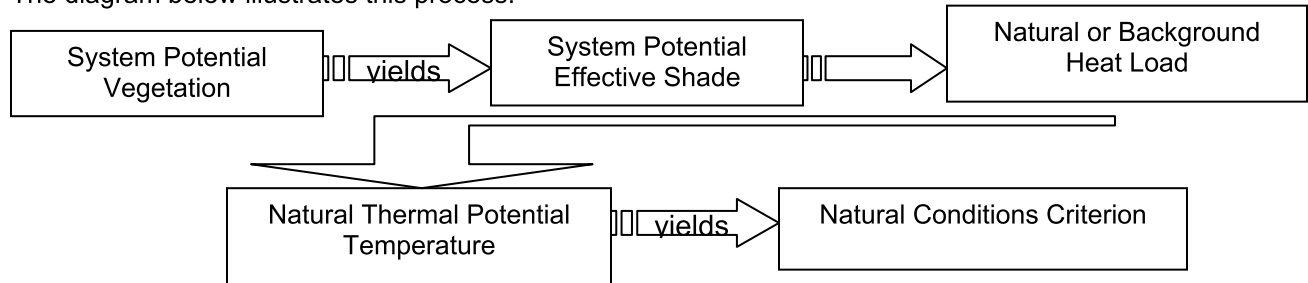 The diagram below illustrates this process.
System Potential
Vegetation
yields
System Potential
Effective Shade
Natural or Background
Heat Load
Natural Thermal Potential
Temperature
yields
Natural Conditions Criterion